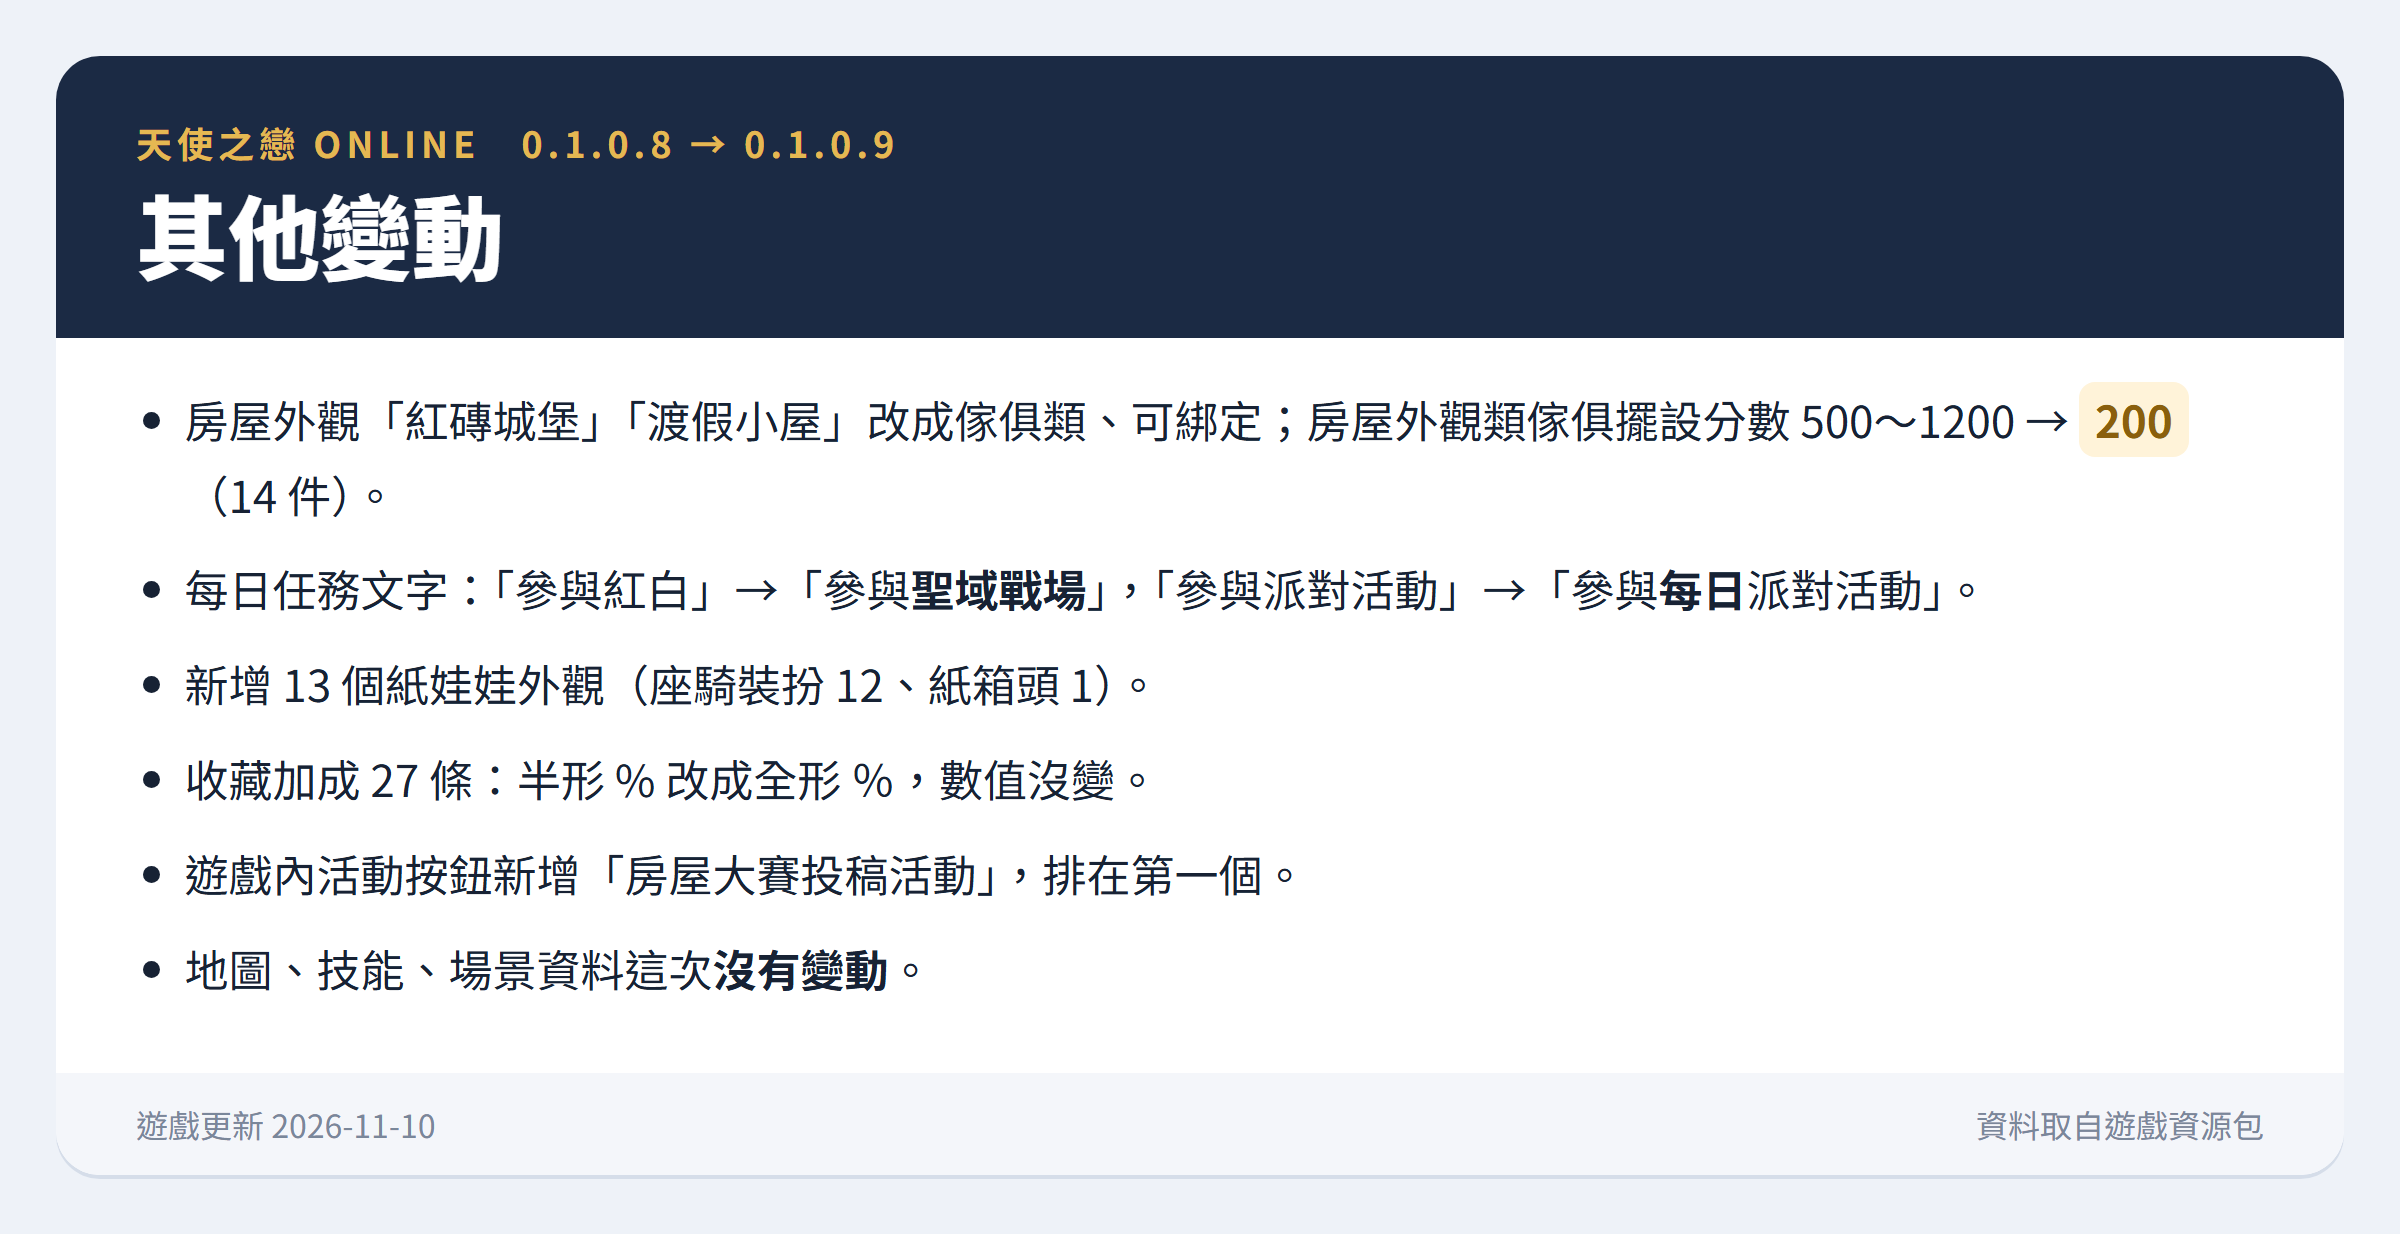 天使之戀 ONLINE　0.1.0.8 → 0.1.0.9
其他變動
• 房屋外觀「紅磚城堡」「渡假小屋」改成傢俱類、可綁定；房屋外觀類傢俱擺設分數 500～1200 → 200
（14 件）。
• 每日任務文字：「參與紅白」→「參與聖域戰場」，「參與派對活動」→「參與每日派對活動」。
• 新增 13 個紙娃娃外觀（座騎裝扮 12、紙箱頭 1）。
• 收藏加成 27 條：半形 % 改成全形 ％，數值沒變。
• 遊戲內活動按鈕新增「房屋大賽投稿活動」，排在第一個。
• 地圖、技能、場景資料這次沒有變動。
遊戲更新 2026-11-10
資料取自遊戲資源包